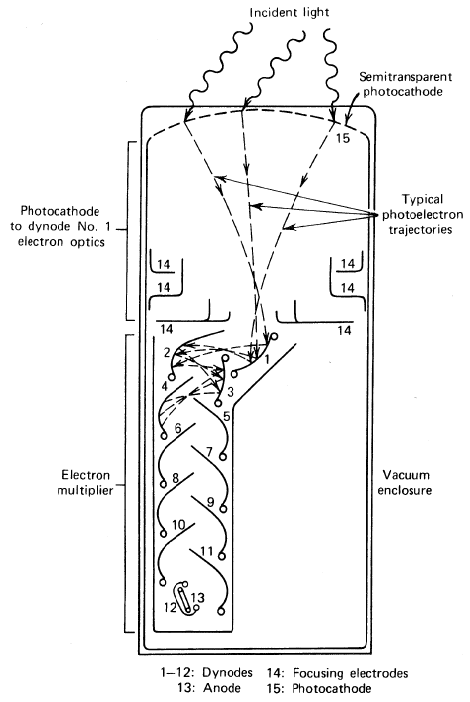 Incident light
Semitransparent
photocathode
15
Photocathode
to dynode No. 1
electron optics
Typical
photoelectron
trajectories
14
14
14
14
14
14
1
2
3
4
5
6
7
8
9
10
11
12
13
Electron
multiplier
Vacuum
enclosure
1–12: Dynodes 14: Focusing electrodes
13: Anode 15: Photocathode